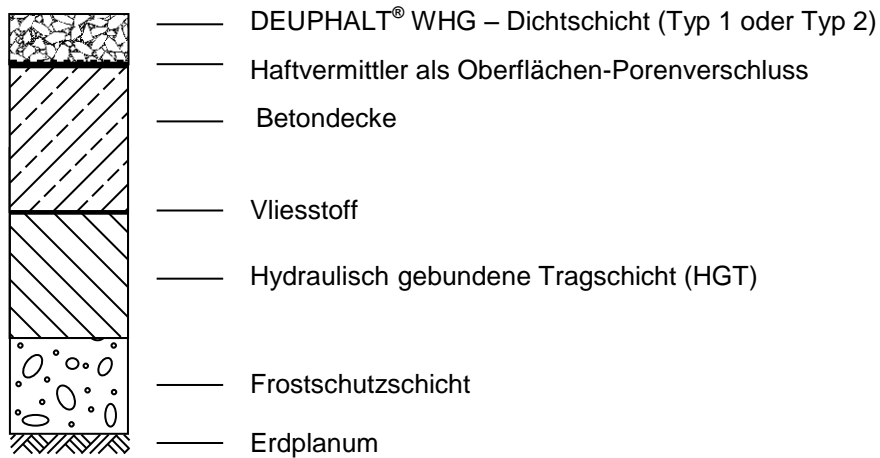 DEUPHALT® WHG – Dichtschicht (Typ 1 oder Typ 2)
Haftvermittler als Oberflächen-Porenverschluss
Betondecke
Vliesstoff
Hydraulisch gebundene Tragschicht (HGT)
Frostschutzschicht
Erdplanum